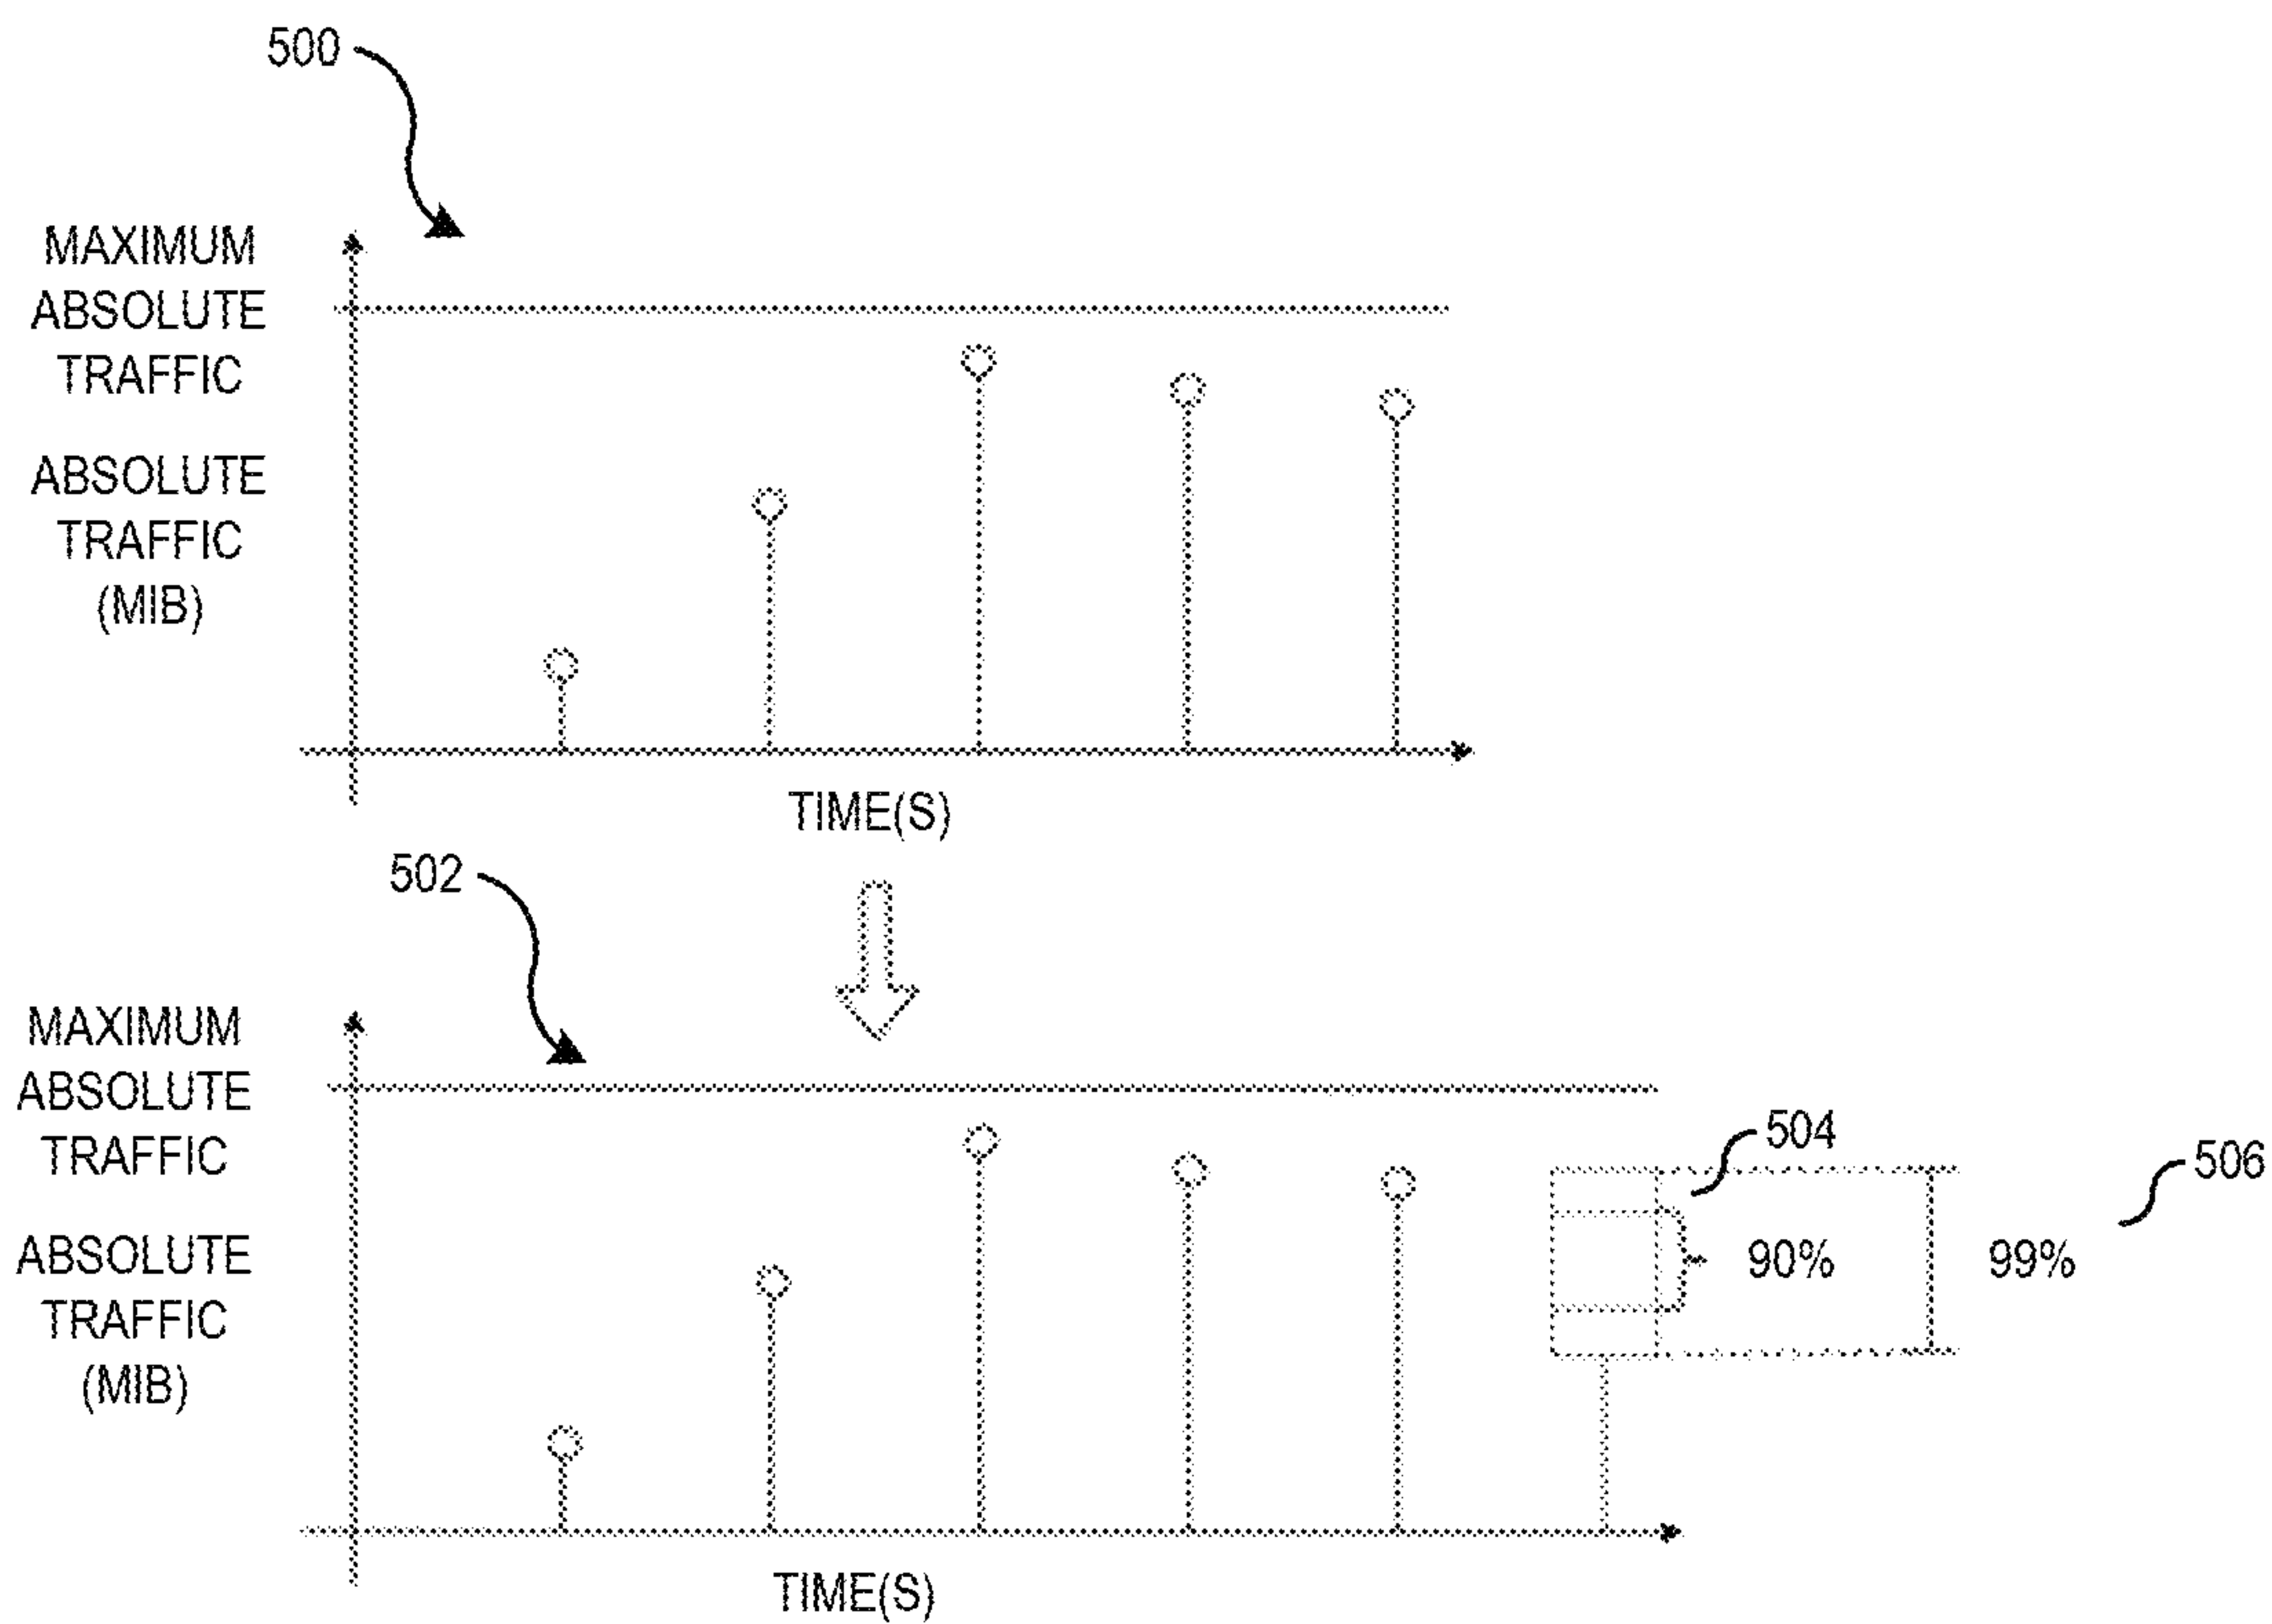 500
MAXIMUM
ABSOLUTE
TRAFFIC
ABSOLUTE
TRAFFIC
(MIB)
TIME(S)
502
MAXIMUM
ABSOLUTE
TRAFFIC
ABSOLUTE
TRAFFIC
(MIB)
504
506
90%
99%
TIME(S)